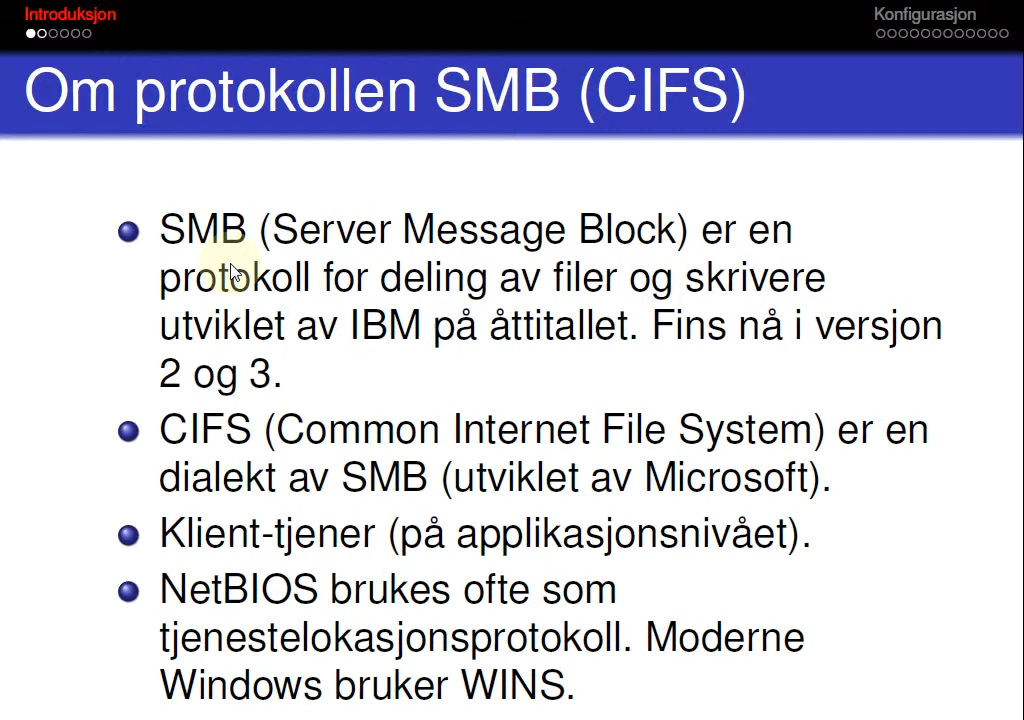 Introduksjon
Konfigurasjon
Om protokollen SMB (CIFS)
SMB (Server Message Block) er en
protokoll for deling av filer og skrivere
utviklet av IBM på åttitallet. Fins nå i versjon
2 og 3.
CIFS (Common Internet File System) er en
dialekt av SMB (utviklet av Microsoft).
Klient-tjener (på applikasjonsnivået).
NetBIOS brukes ofte som
tjenestelokasjonsprotokoll. Moderne
Windows bruker WINS.